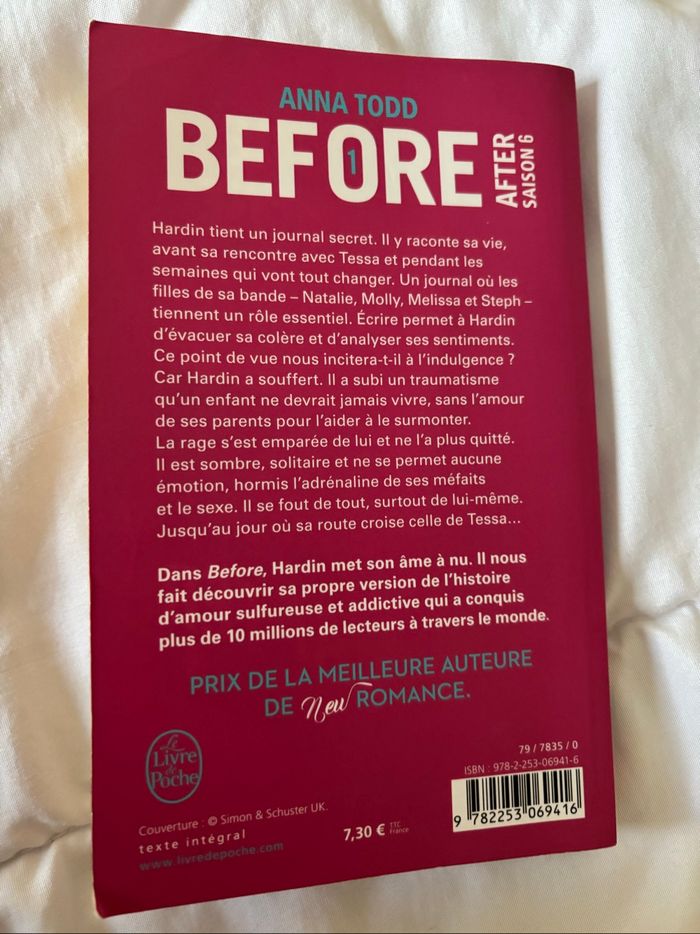 ANNA TODD
BEFORE
1
AFTER
SAISON 6
Hardin tient un journal secret. Il y raconte sa vie,
avant sa rencontre avec Tessa et pendant les
semaines qui vont tout changer. Un journal où les
filles de sa bande – Natalie, Molly, Melissa et Steph –
tiennent un rôle essentiel. Écrire permet à Hardin
d'évacuer sa colère et d'analyser ses sentiments.
Ce point de vue nous incitera-t-il à l'indulgence ?
Car Hardin a souffert. Il a subi un traumatisme
qu'un enfant ne devrait jamais vivre, sans l'amour
de ses parents pour l'aider à le surmonter.
La rage s'est emparée de lui et ne l'a plus quitté.
Il est sombre, solitaire et ne se permet aucune
émotion, hormis l'adrénaline de ses méfaits
et le sexe. Il se fout de tout, surtout de lui-même.
Jusqu'au jour où sa route croise celle de Tessa...
Dans Before, Hardin met son âme à nu. Il nous
fait découvrir sa propre version de l'histoire
d'amour sulfureuse et addictive qui a conquis
plus de 10 millions de lecteurs à travers le monde.
PRIX DE LA MEILLEURE AUTEURE
DE New ROMANCE.
Le
Livre
de
Poche
79 / 7835 / 0
ISBN : 978-2-253-06941-6
9 782253 069416
Couverture : © Simon & Schuster UK.
texte intégral
www.livredepoche.com
7,30 € TTC
France